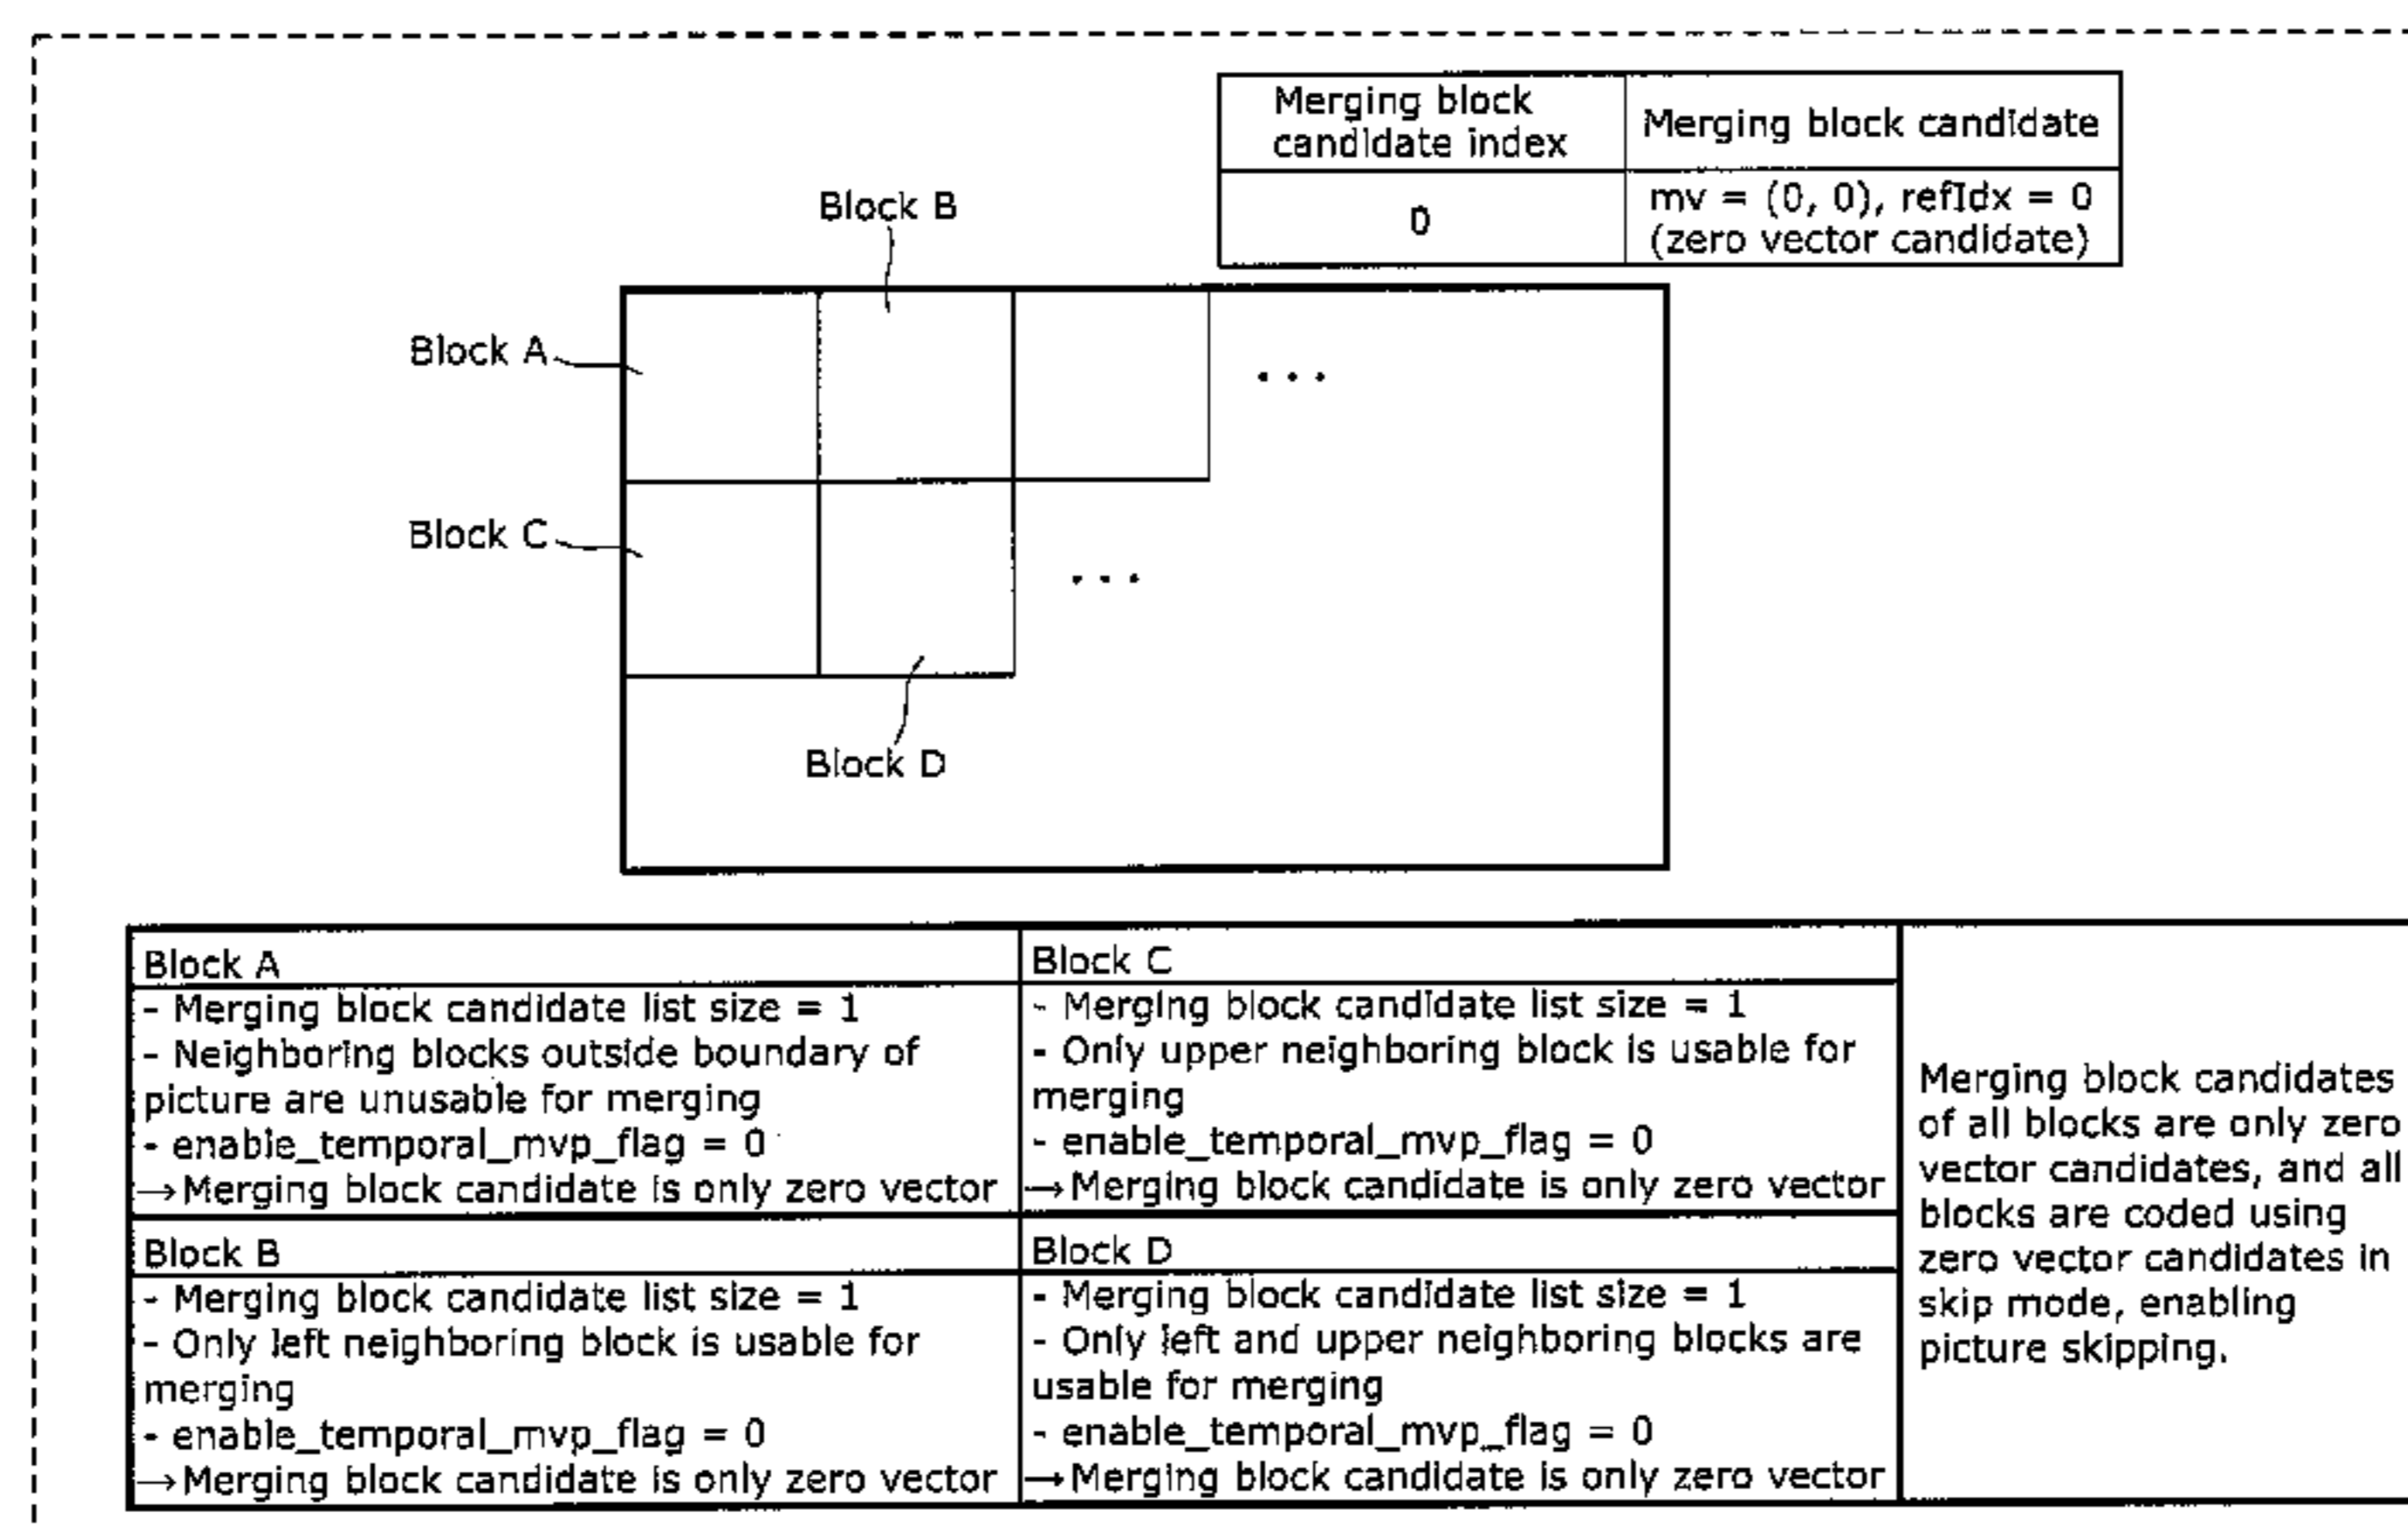 Merging block
candidate index
Merging block candidate
0
mv = (0, 0), refIdx = 0
(zero vector candidate)
Block B
Block A
. . .
Block C
. . .
Block D
Block A
- Merging block candidate list size = 1
- Neighboring blocks outside boundary of
picture are unusable for merging
- enable_temporal_mvp_flag = 0
→Merging block candidate is only zero vector
Block C
- Merging block candidate list size = 1
- Only upper neighboring block is usable for
merging
- enable_temporal_mvp_flag = 0
→Merging block candidate is only zero vector
Block B
- Merging block candidate list size = 1
- Only left neighboring block is usable for
merging
- enable_temporal_mvp_flag = 0
→Merging block candidate is only zero vector
Block D
- Merging block candidate list size = 1
- Only left and upper neighboring blocks are
usable for merging
- enable_temporal_mvp_flag = 0
→Merging block candidate is only zero vector
Merging block candidates
of all blocks are only zero
vector candidates, and all
blocks are coded using
zero vector candidates in
skip mode, enabling
picture skipping.